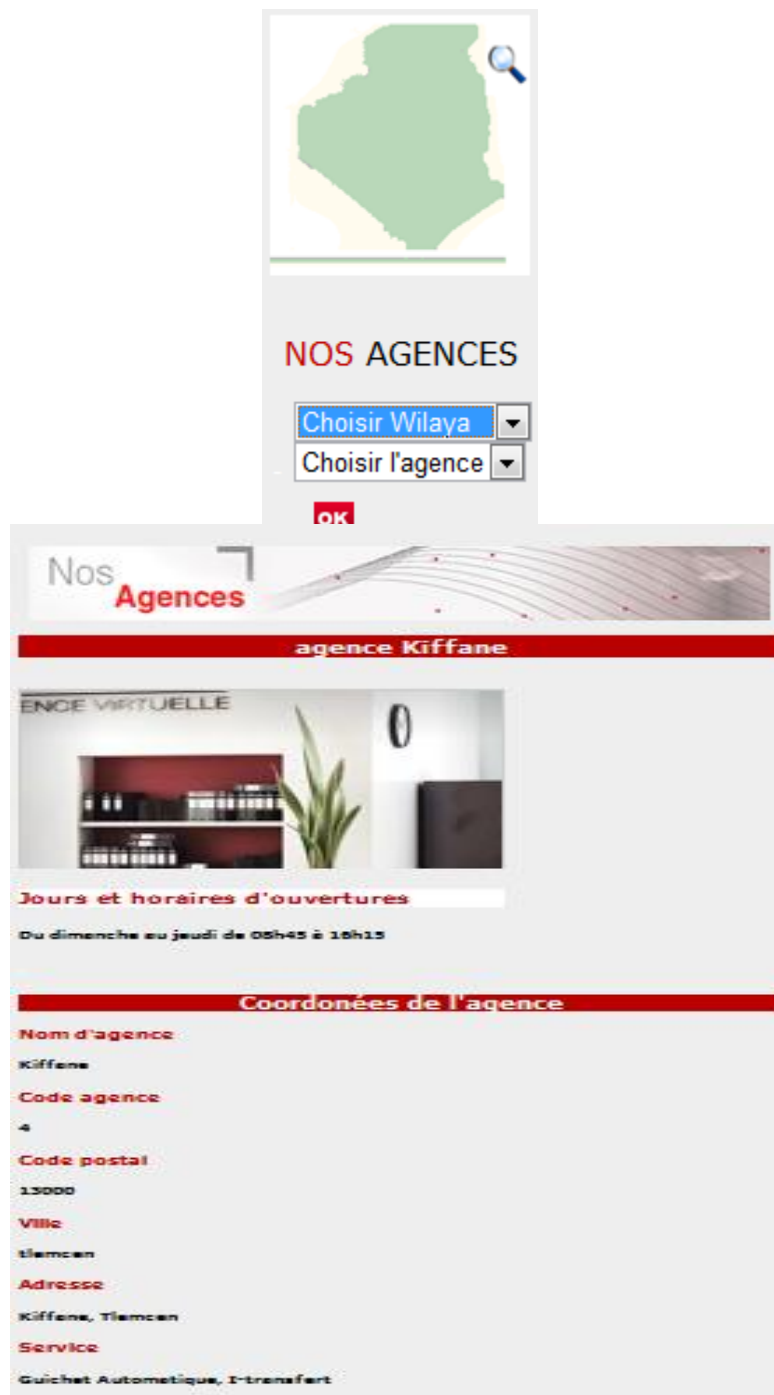 NOS AGENCES
Choisir Wilaya
Choisir l'agence
OK
Nos
Agences
agence Kiffane
ENCE VIRTUELLE
Jours et horaires d'ouvertures
Du dimanche au jeudi de 08h45 à 16h15
Coordonées de l'agence
Nom d'agence
Kiffane
Code agence
4
Code postal
13000
Ville
tlemcen
Adresse
Kiffane, Tlemcen
Service
Guichet Automatique, I-transfert